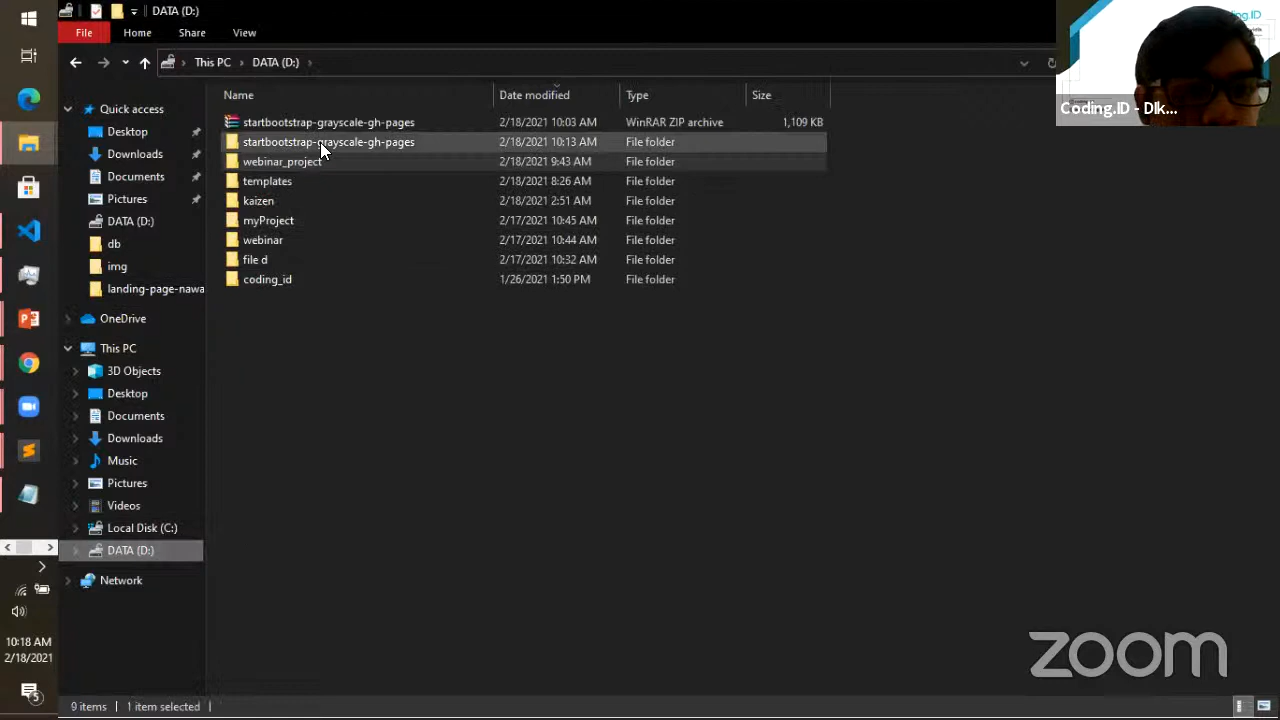 DATA (D:)
File Home Share View
This PC DATA (D:)
Coding.ID - DIk...
Name Date modified Type Size
startbootstrap-grayscale-gh-pages 2/18/2021 10:03 AM WinRAR ZIP archive 1,109 KB
startbootstrap-grayscale-gh-pages 2/18/2021 10:13 AM File folder
webinar_project 2/18/2021 9:43 AM File folder
templates 2/18/2021 8:26 AM File folder
kaizen 2/18/2021 2:51 AM File folder
myProject 2/17/2021 10:45 AM File folder
webinar 2/17/2021 10:44 AM File folder
file d 2/17/2021 10:32 AM File folder
coding_id 1/26/2021 1:50 PM File folder
Quick access
Desktop
Downloads
Documents
Pictures
DATA (D:)
db
img
landing-page-nawa
OneDrive
This PC
3D Objects
Desktop
Documents
Downloads
Music
Pictures
Videos
Local Disk (C:)
DATA (D:)
Network
10:18 AM
2/18/2021
5
9 items 1 item selected
zoom